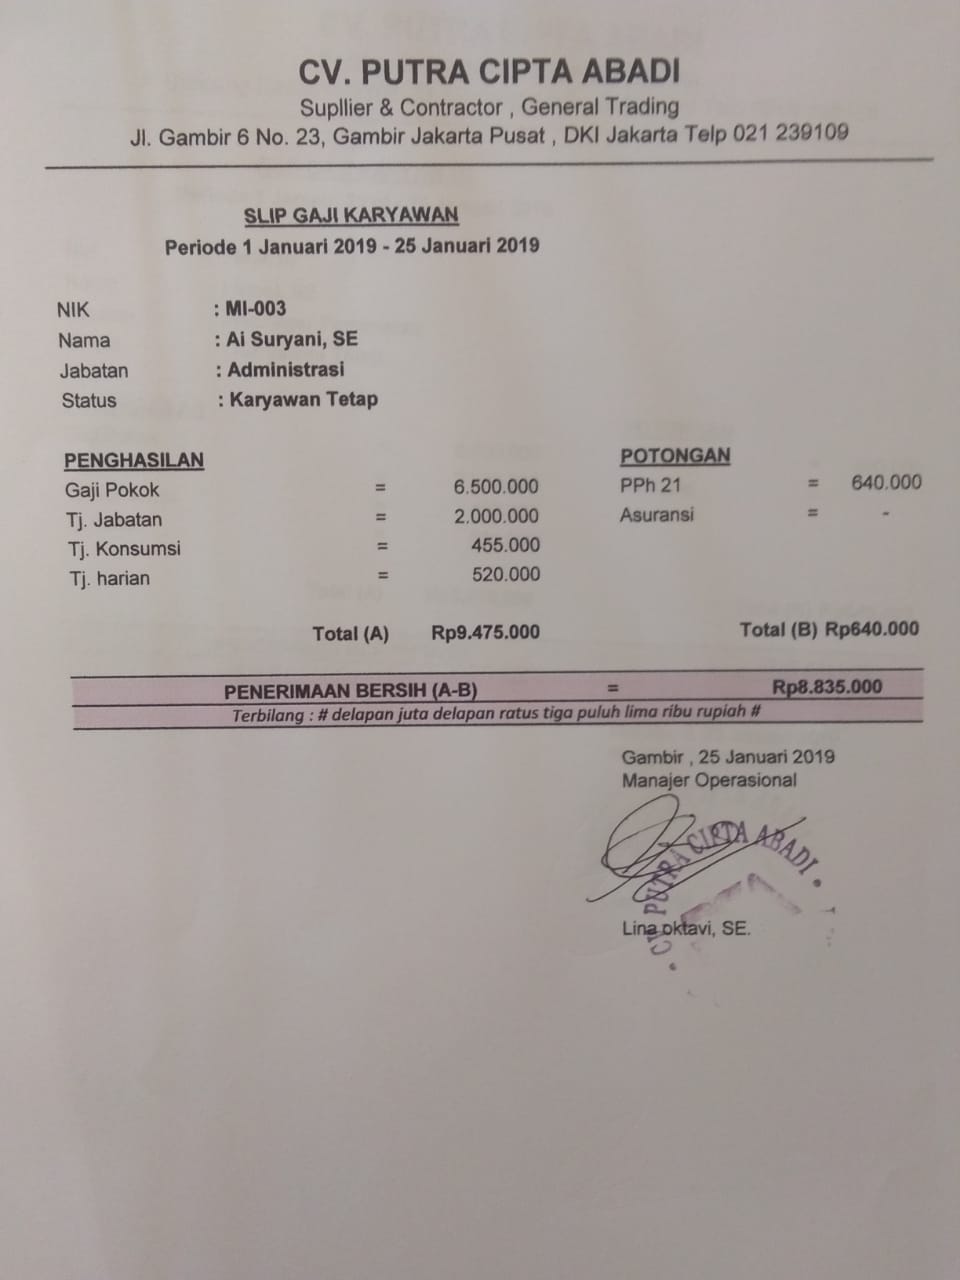 CV. PUTRA CIPTA ABADI
Supllier & Contractor , General Trading
Jl. Gambir 6 No. 23, Gambir Jakarta Pusat , DKI Jakarta Telp 021 239109
SLIP GAJI KARYAWAN
Periode 1 Januari 2019 - 25 Januari 2019
NIK : MI-003
Nama : Ai Suryani, SE
Jabatan : Administrasi
Status : Karyawan Tetap
PENGHASILAN POTONGAN
Gaji Pokok = 6.500.000 PPh 21 = 640.000
Tj. Jabatan = 2.000.000 Asuransi = -
Tj. Konsumsi = 455.000
Tj. harian = 520.000
Total (A) Rp9.475.000 Total (B) Rp640.000
PENERIMAAN BERSIH (A-B) = Rp8.835.000
Terbilang : # delapan juta delapan ratus tiga puluh lima ribu rupiah #
Gambir , 25 Januari 2019
Manajer Operasional
CV PUTRA CIPTA ABADI
Lina oktavi, SE.